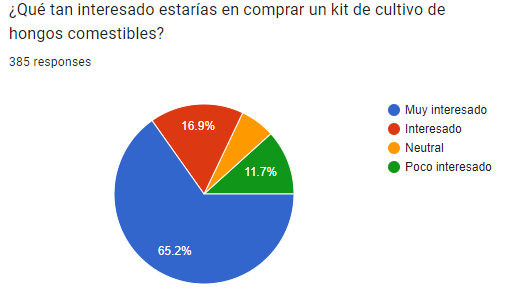 ¿Qué tan interesado estarías en comprar un kit de cultivo de
hongos comestibles?
385 responses
Muy interesado
Interesado
Neutral
Poco interesado
16.9%
11.7%
65.2%